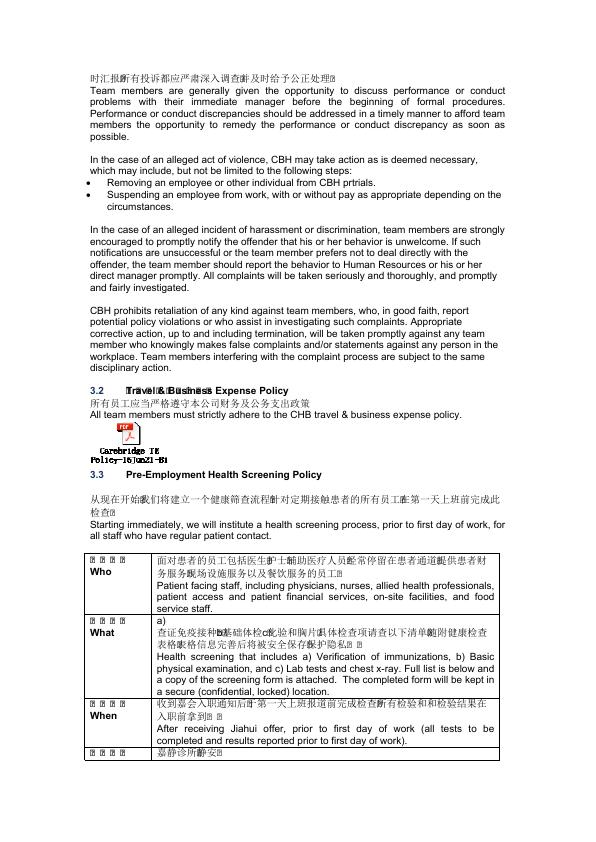 时汇报所有投诉都应严肃深入调查并及时给予公正处理
Team members are generally given the opportunity to discuss performance or conduct
problems with their immediate manager before the beginning of formal procedures.
Performance or conduct discrepancies should be addressed in a timely manner to afford team
members the opportunity to remedy the performance or conduct discrepancy as soon as
possible.
In the case of an alleged act of violence, CBH may take action as is deemed necessary,
which may include, but not be limited to the following steps:
• Removing an employee or other individual from CBH prtrials.
• Suspending an employee from work, with or without pay as appropriate depending on the
circumstances.
In the case of an alleged incident of harassment or discrimination, team members are strongly
encouraged to promptly notify the offender that his or her behavior is unwelcome. If such
notifications are unsuccessful or the team member prefers not to deal directly with the
offender, the team member should report the behavior to Human Resources or his or her
direct manager promptly. All complaints will be taken seriously and thoroughly, and promptly
and fairly investigated.
CBH prohibits retaliation of any kind against team members, who, in good faith, report
potential policy violations or who assist in investigating such complaints. Appropriate
corrective action, up to and including termination, will be taken promptly against any team
member who knowingly makes false complaints and/or statements against any person in the
workplace. Team members interfering with the complaint process are subject to the same
disciplinary action.
3.2 Travel & Business Expense Policy
所有员工应当严格遵守本公司财务及公务支出政策
All team members must strictly adhere to the CHB travel & business expense policy.
PDF
Carebridge TE
Policy-16Jun21-B1
3.3 Pre-Employment Health Screening Policy
从现在开始我们将建立一个健康筛查流程针对定期接触患者的所有员工在第一天上班前完成此
检查
Starting immediately, we will institute a health screening process, prior to first day of work, for
all staff who have regular patient contact.
Who
面对患者的员工包括医生护士辅助医疗人员经常停留在患者通道提供患者财
务服务现场设施服务以及餐饮服务的员工
Patient facing staff, including physicians, nurses, allied health professionals,
patient access and patient financial services, on-site facilities, and food
service staff.
What
a)
查证免疫接种b基础体检c化验和胸片具体检查项请查以下清单随附健康检查
表格表格信息完善后将被安全保存保护隐私
Health screening that includes a) Verification of immunizations, b) Basic
physical examination, and c) Lab tests and chest x-ray. Full list is below and
a copy of the screening form is attached. The completed form will be kept in
a secure (confidential, locked) location.
When
收到嘉会入职通知后于第一天上班报道前完成检查所有检验和和检验结果在
入职前拿到
After receiving Jiahui offer, prior to first day of work (all tests to be
completed and results reported prior to first day of work).
嘉静诊所静安